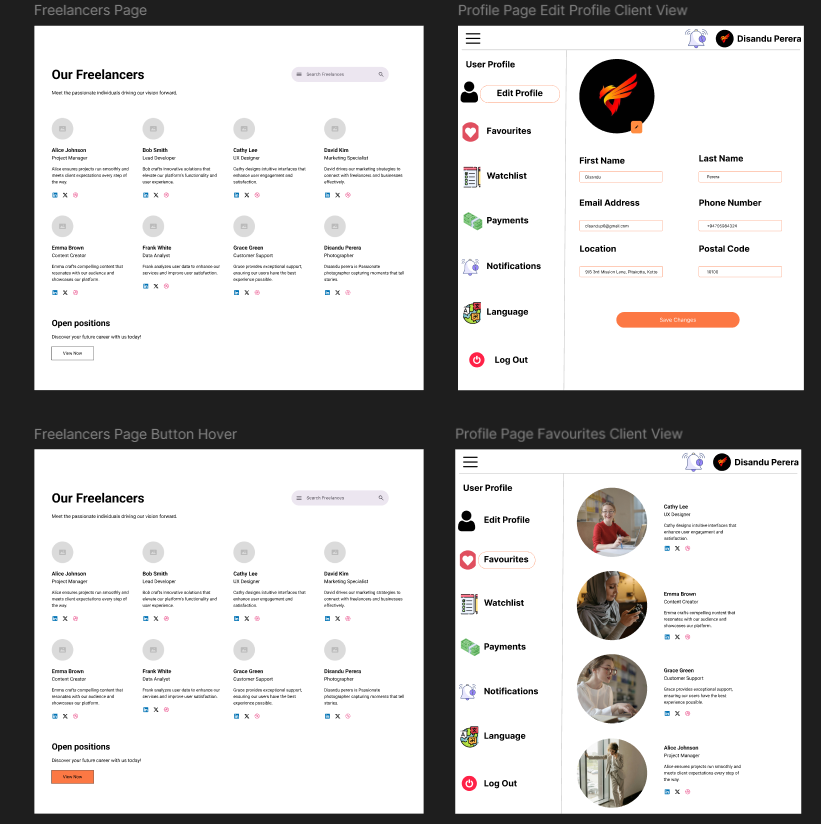 Freelancers Page
Our Freelancers
Search Freelances
Meet the passionate individuals driving our vision forward.
Alice Johnson
Project Manager
Alice ensures projects run smoothly and
meets client expectations every step of
the way.
Bob Smith
Lead Developer
Bob crafts innovative solutions that
elevate our platform's functionality and
user experience.
Cathy Lee
UX Designer
Cathy designs intuitive interfaces that
enhance user engagement and
satisfaction.
David Kim
Marketing Specialist
David drives our marketing strategies to
connect with freelancers and businesses
effectively.
Emma Brown
Content Creator
Emma crafts compelling content that
resonates with our audience and
showcases our platform.
Frank White
Data Analyst
Frank analyzes user data to enhance our
services and improve user satisfaction.
Grace Green
Customer Support
Grace provides exceptional support,
ensuring our users have the best
experience possible.
Disandu Perera
Photographer
Disandu perera is Passionate
photographer capturing moments that tell
stories.
Open positions
Discover your future career with us today!
View Now
Profile Page Edit Profile Client View
Disandu Perera
User Profile
Edit Profile
Favourites
Watchlist
Payments
Notifications
Language
Log Out
First Name
Disandu
Last Name
Perera
Email Address
disandup6@gmail.com
Phone Number
Location
Postal Code
10100
Save Changes
Freelancers Page Button Hover
Our Freelancers
Search Freelances
Meet the passionate individuals driving our vision forward.
Alice Johnson
Project Manager
Alice ensures projects run smoothly and
meets client expectations every step of
the way.
Bob Smith
Lead Developer
Bob crafts innovative solutions that
elevate our platform's functionality and
user experience.
Cathy Lee
UX Designer
Cathy designs intuitive interfaces that
enhance user engagement and
satisfaction.
David Kim
Marketing Specialist
David drives our marketing strategies to
connect with freelancers and businesses
effectively.
Emma Brown
Content Creator
Emma crafts compelling content that
resonates with our audience and
showcases our platform.
Frank White
Data Analyst
Frank analyzes user data to enhance our
services and improve user satisfaction.
Grace Green
Customer Support
Grace provides exceptional support,
ensuring our users have the best
experience possible.
Disandu Perera
Photographer
Disandu perera is Passionate
photographer capturing moments that tell
stories.
Open positions
Discover your future career with us today!
View Now
Profile Page Favourites Client View
Disandu Perera
User Profile
Edit Profile
Favourites
Watchlist
Payments
Notifications
Language
Log Out
Cathy Lee
UX Designer
Cathy designs intuitive interfaces that
enhance user engagement and
satisfaction.
Emma Brown
Content Creator
Emma crafts compelling content that
resonates with our audience and
showcases our platform.
Grace Green
Customer Support
Grace provides exceptional support,
ensuring our users have the best
experience possible.
Alice Johnson
Project Manager
Alice ensures projects run smoothly and
meets client expectations every step of
the way.